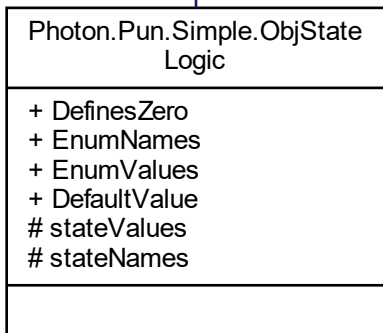 Photon.Pun.Simple.ObjState
Logic
+ DefinesZero
+ EnumNames
+ EnumValues
+ DefaultValue
# stateValues
# stateNames